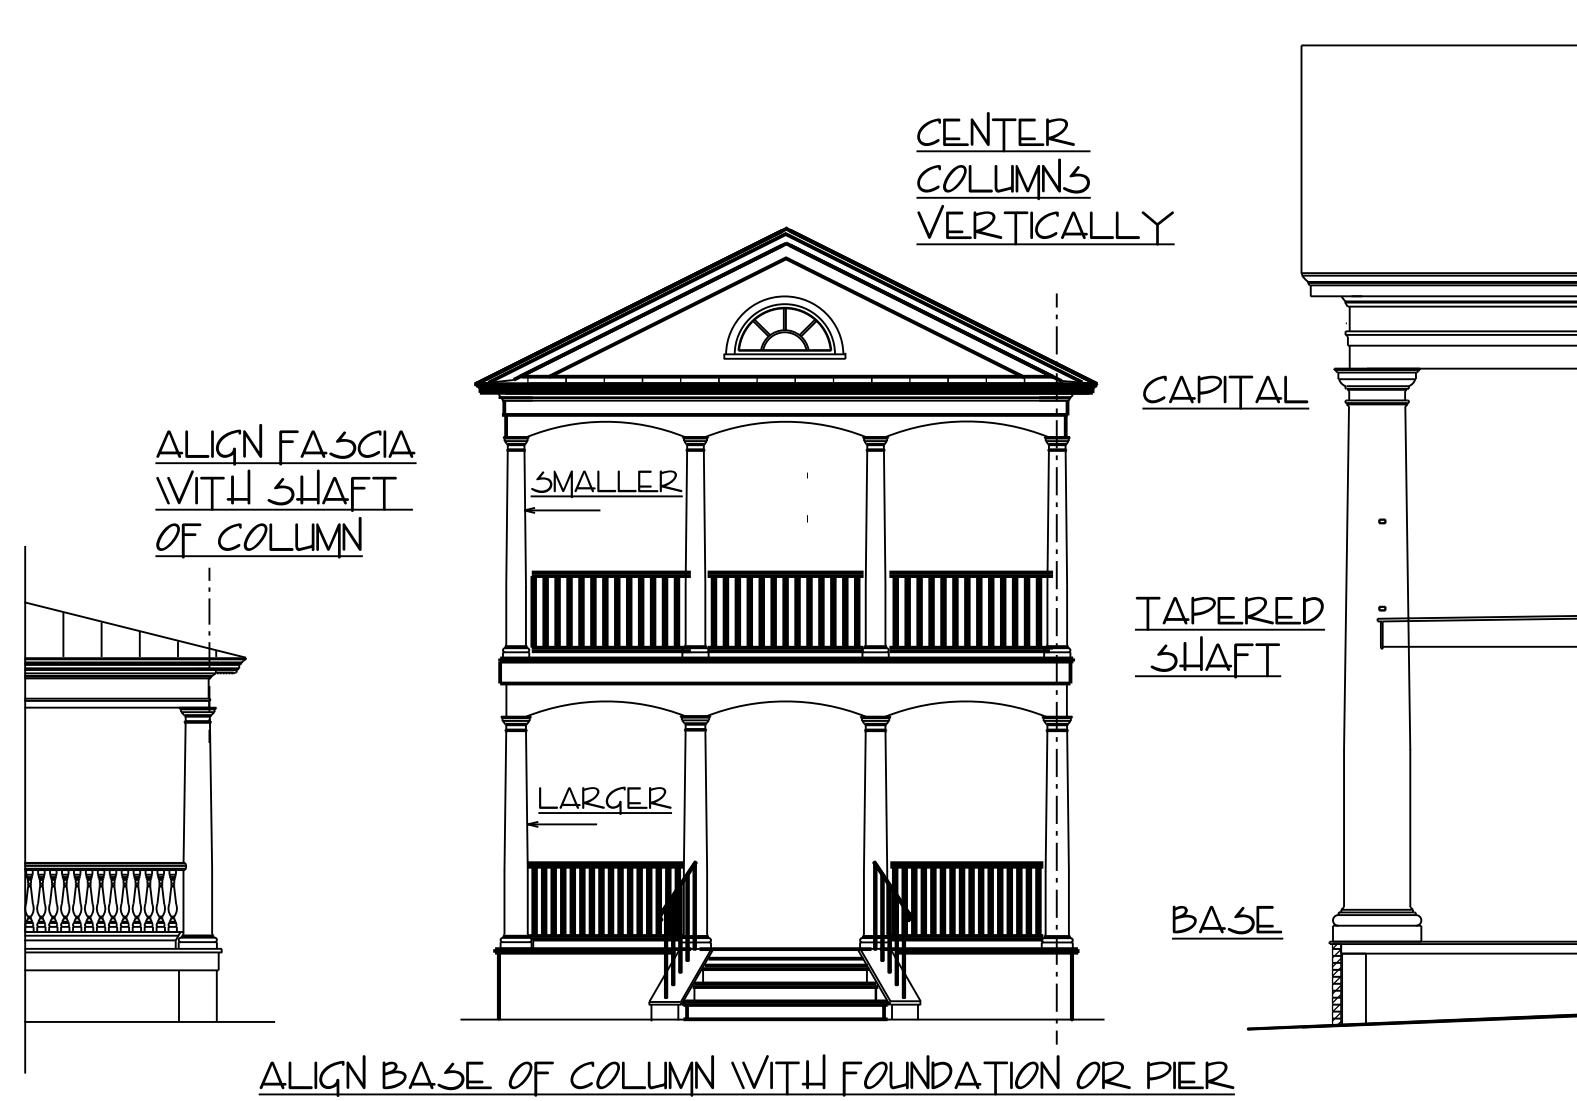 CENTER
COLUMNS
VERTICALLY
CAPITAL
ALIGN FASCIA
WITH SHAFT
OF COLUMN
SMALLER
TAPERED
SHAFT
LARGER
BASE
ALIGN BASE OF COLUMN WITH FOUNDATION OR PIER